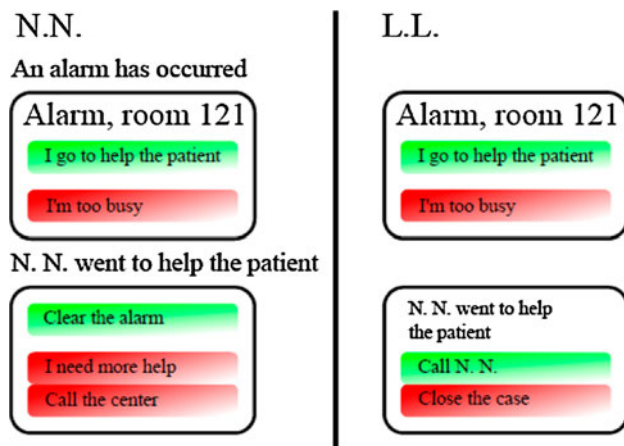 N.N.
An alarm has occurred
Alarm, room 121
I go to help the patient
I'm too busy
N. N. went to help the patient
Clear the alarm
I need more help
Call the center
L.L.
Alarm, room 121
I go to help the patient
I'm too busy
N. N. went to help
the patient
Call N. N.
Close the case